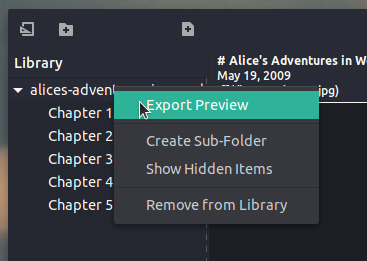 Library
# Alice's Adventures in W
May 19, 2009
jpg)
alices-adven
Export Preview
Chapter 1
Chapter 2
Create Sub-Folder
Chapter 3
Show Hidden Items
Chapter 4
Chapter 5
Remove from Library